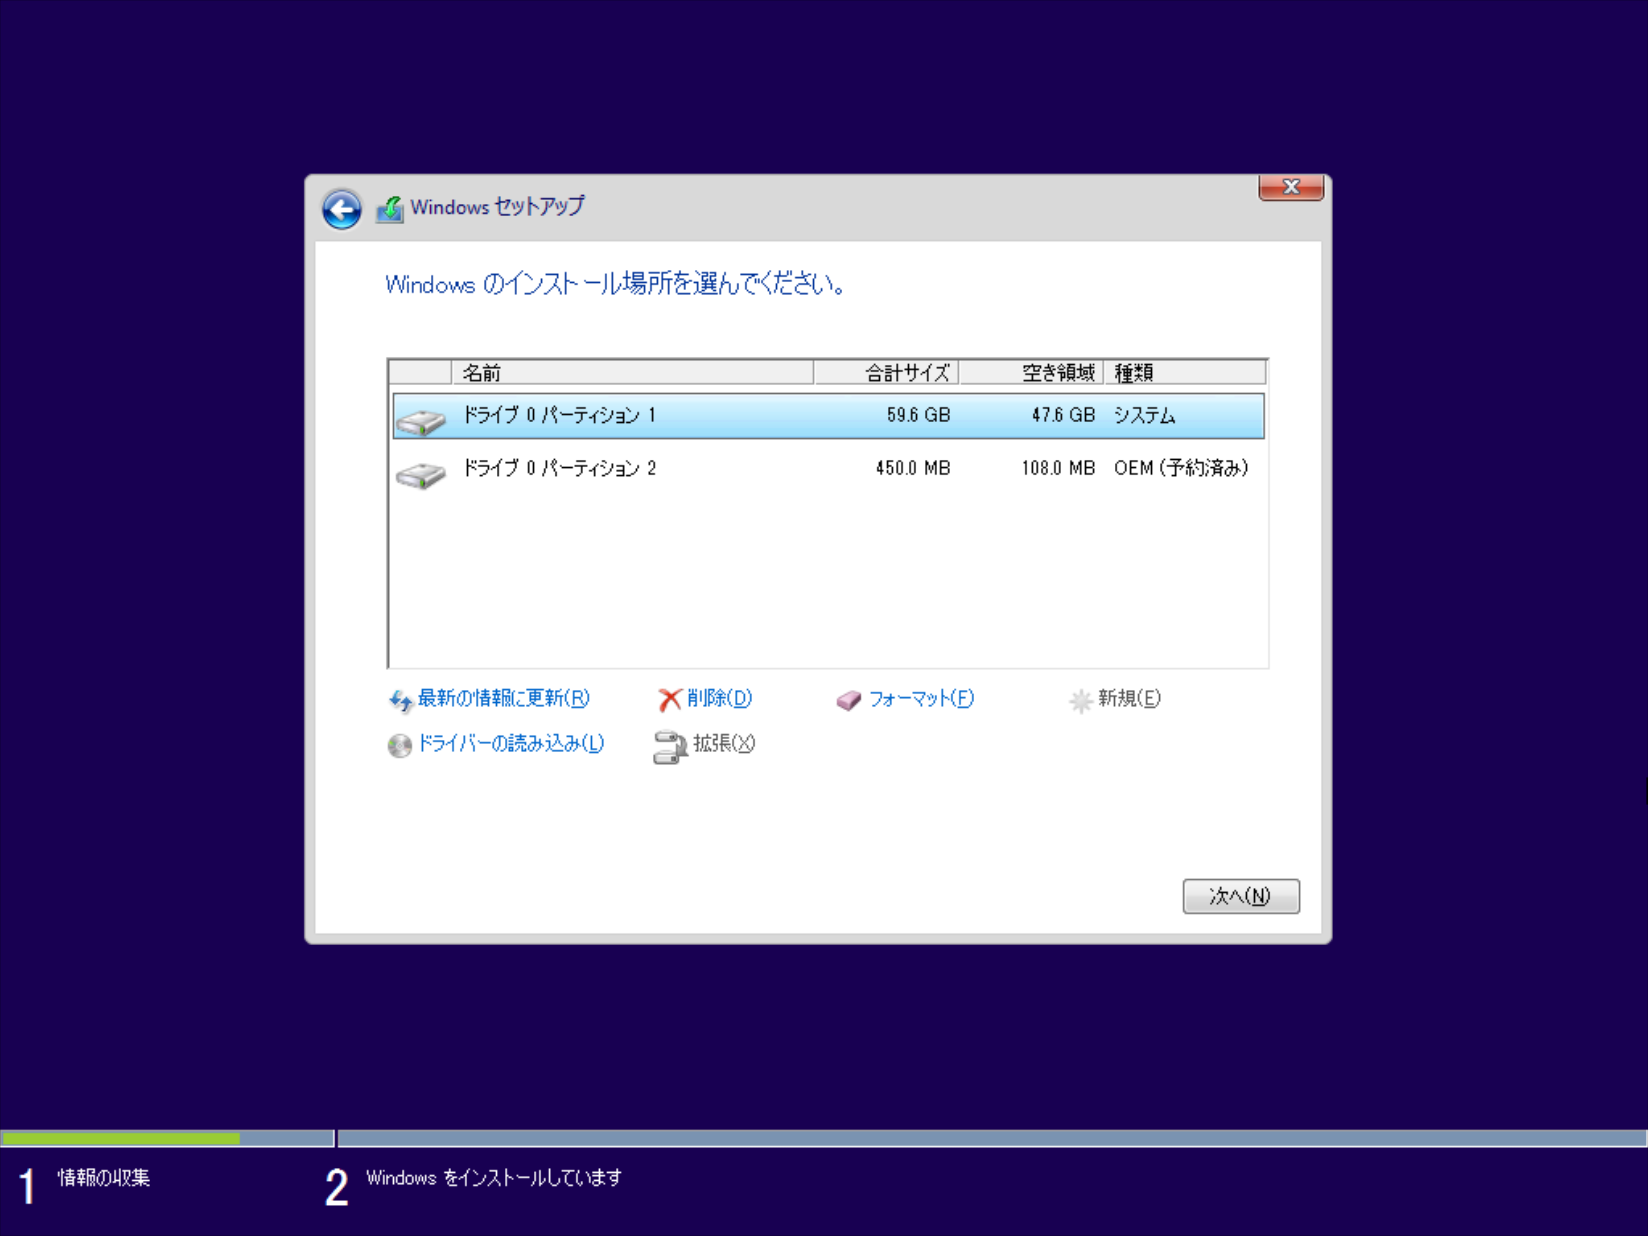 Windows セットアップ
X
Windows のインストール場所を選んでください。
名前 合計サイズ 空き領域 種類
ドライブ 0 パーティション 1 59.6 GB 47.6 GB システム
ドライブ 0 パーティション 2 450.0 MB 108.0 MB OEM (予約済み)
最新の情報に更新(R) 削除(D) フォーマット(F) 新規(E)
ドライバーの読み込み(L) 拡張(X)
次へ(N)
1 情報の収集 2 Windows をインストールしています